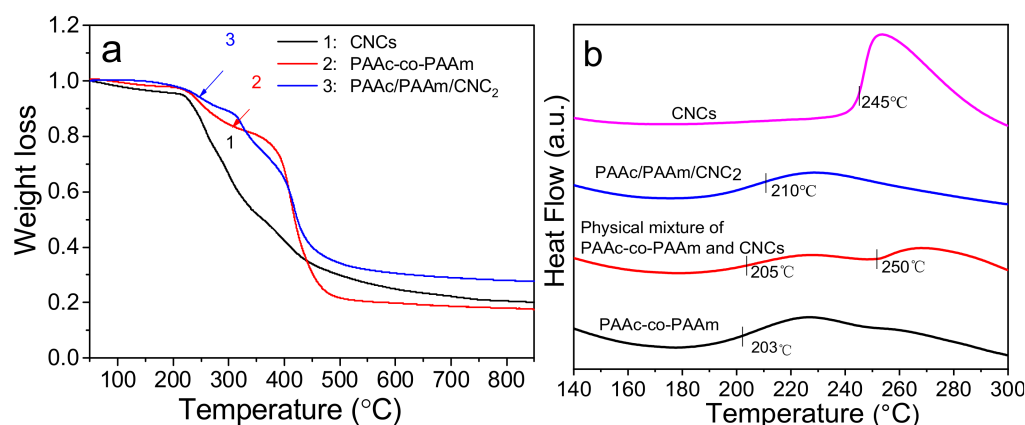 a
1: CNCs
2: PAAc-co-PAAm
3: PAAc/PAAm/CNC₂
3
2
1
Weight loss
1.2
1.0
0.8
0.6
0.4
0.2
0.0
100 200 300 400 500 600 700 800
Temperature (°C)
b
CNCs
245℃
PAAc/PAAm/CNC2
210℃
Physical mixture of
PAAc-co-PAAm and CNCs
205℃
250℃
PAAc-co-PAAm
203℃
Heat Flow (a.u.)
140 160 180 200 220 240 260 280 300
Temperature (°C)